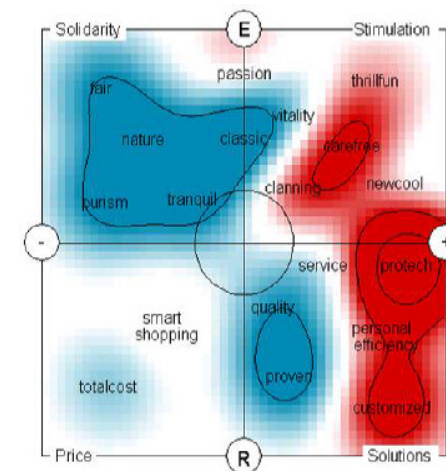 Solidarity
E
Stimulation
passion
thrillfun
fair
vitality
nature
classic
carefree
clanning
newcool
purism
tranquil
-
+
service
protech
quality
smart
shopping
personal
efficiency
totalcost
proven
customized
Price
R
Solutions